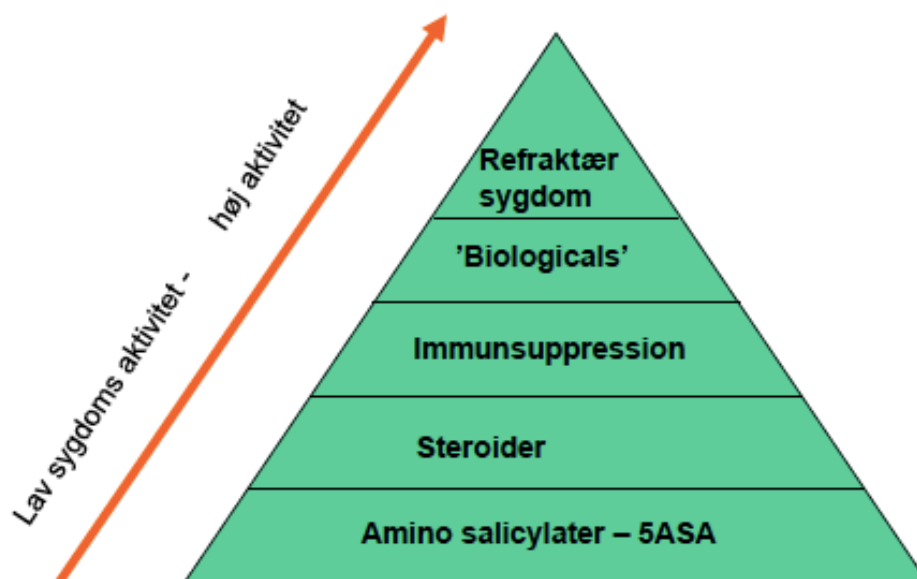 Lav sygdoms aktivitet - høj aktivitet
Refraktær
sygdom
’Biologicals’
Immunsuppression
Steroider
Amino salicylater – 5ASA